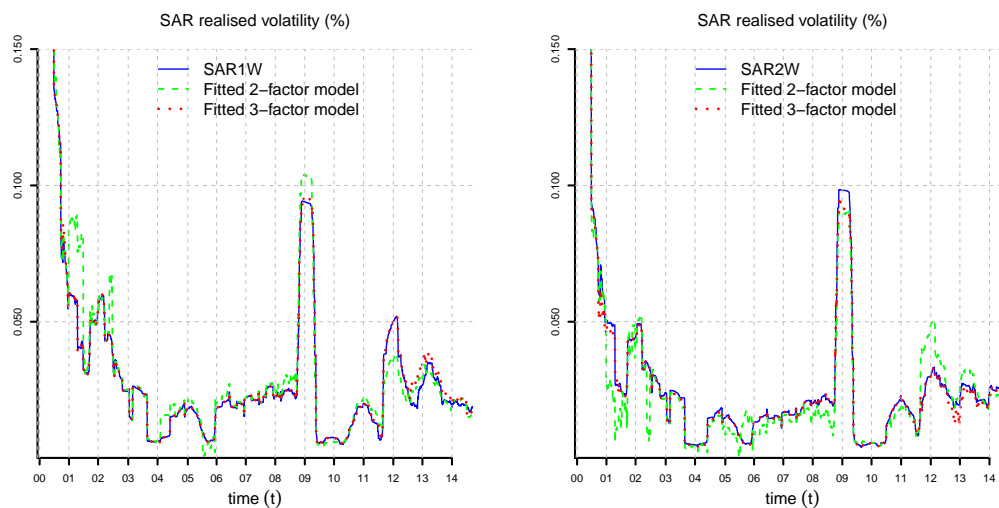 SAR realised volatility (%)
0.150
0.100
0.050
SAR1W
Fitted 2−factor model
Fitted 3−factor model
00 01 02 03 04 05 06 07 08 09 10 11 12 13 14
time (t)
SAR realised volatility (%)
0.150
0.100
0.050
SAR2W
Fitted 2−factor model
Fitted 3−factor model
00 01 02 03 04 05 06 07 08 09 10 11 12 13 14
time (t)